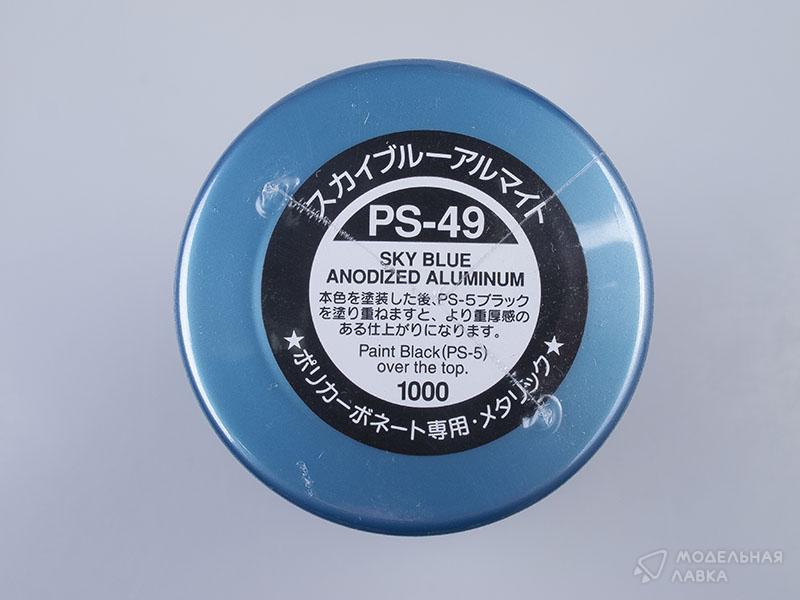 スカイブルーアルマイト
PS-49
SKY BLUE
ANODIZED ALUMINUM
本色を塗装した後、PS-5ブラック
を塗り重ねますと、より重厚感の
ある仕上がりになります。
Paint Black(PS-5)
over the top.
1000
★ポリカーボネート専用・メタリック★
МОДЕЛЬНАЯ
ЛАВКА